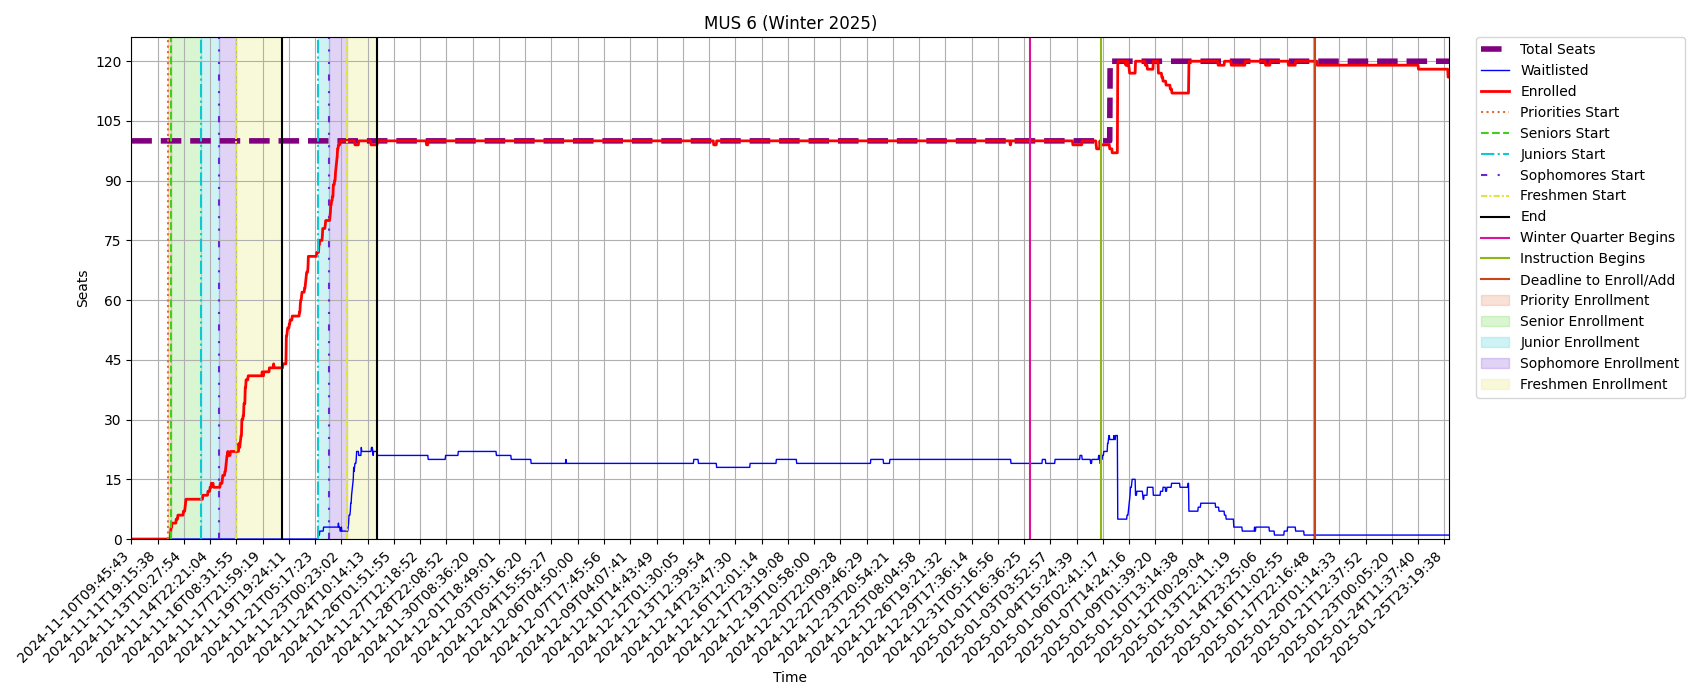 MUS 6 (Winter 2025)
Seats
120
105
90
75
60
45
30
15
0
2024-11-10T09:45:43
2024-11-11T19:15:38
2024-11-13T10:27:54
2024-11-14T22:21:04
2024-11-16T08:31:55
2024-11-17T21:59:19
2024-11-19T19:24:11
2024-11-21T05:17:23
2024-11-23T00:23:02
2024-11-24T10:14:13
2024-11-26T01:51:55
2024-11-27T12:18:52
2024-11-28T22:08:52
2024-11-30T08:36:20
2024-12-01T18:49:01
2024-12-03T05:16:20
2024-12-04T14:55:27
2024-12-06T04:50:00
2024-12-07T17:45:56
2024-12-09T04:07:41
2024-12-10T14:43:49
2024-12-12T01:30:05
2024-12-13T12:39:54
2024-12-14T23:47:30
2024-12-16T12:01:14
2024-12-17T23:19:08
2024-12-19T10:58:00
2024-12-20T22:09:28
2024-12-22T09:46:29
2024-12-23T20:54:21
2024-12-25T08:04:58
2024-12-26T19:21:32
2024-12-29T17:36:14
2024-12-31T05:16:56
2025-01-01T16:36:25
2025-01-03T03:52:57
2025-01-04T15:24:39
2025-01-06T02:41:17
2025-01-07T14:24:16
2025-01-09T01:39:20
2025-01-10T13:14:38
2025-01-12T00:29:04
2025-01-13T12:11:19
2025-01-14T23:25:06
2025-01-16T11:02:55
2025-01-17T22:16:48
2025-01-20T01:14:33
2025-01-21T12:37:52
2025-01-23T00:05:20
2025-01-24T11:37:40
2025-01-25T23:19:38
Time
Total Seats
Waitlisted
Enrolled
Priorities Start
Seniors Start
Juniors Start
Sophomores Start
Freshmen Start
End
Winter Quarter Begins
Instruction Begins
Deadline to Enroll/Add
Priority Enrollment
Senior Enrollment
Junior Enrollment
Sophomore Enrollment
Freshmen Enrollment